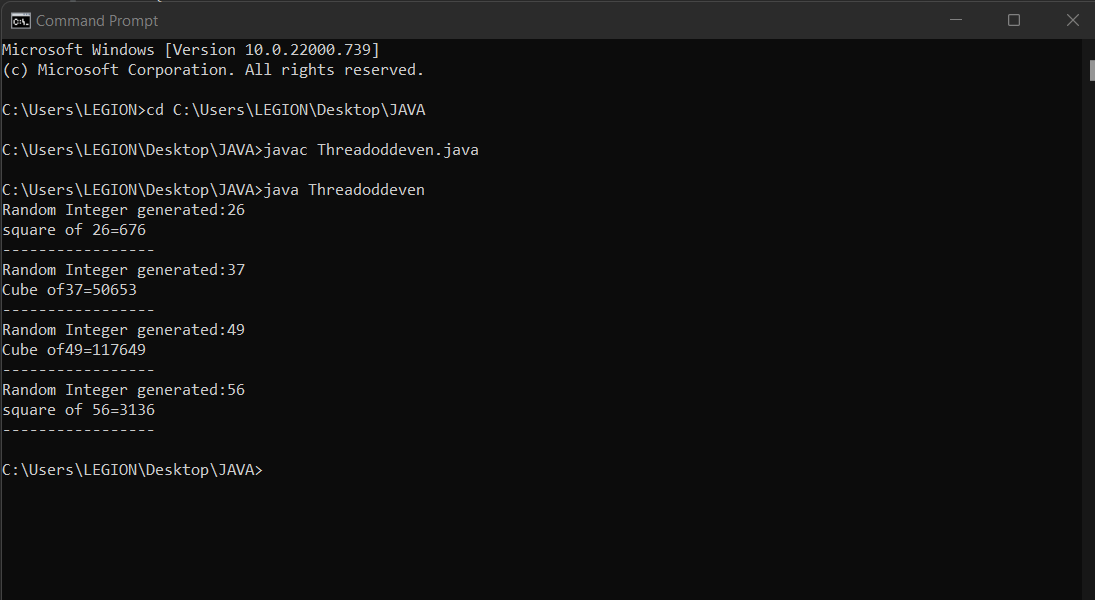 Command Prompt
Microsoft Windows [Version 10.0.22000.739]
(c) Microsoft Corporation. All rights reserved.
C:\Users\LEGION>cd C:\Users\LEGION\Desktop\JAVA
C:\Users\LEGION\Desktop\JAVA>javac Threadoddeven.java
C:\Users\LEGION\Desktop\JAVA>java Threadoddeven
Random Integer generated:26
square of 26=676
-----------------
Random Integer generated:37
Cube of37=50653
-----------------
Random Integer generated:49
Cube of49=117649
-----------------
Random Integer generated:56
square of 56=3136
-----------------
C:\Users\LEGION\Desktop\JAVA>